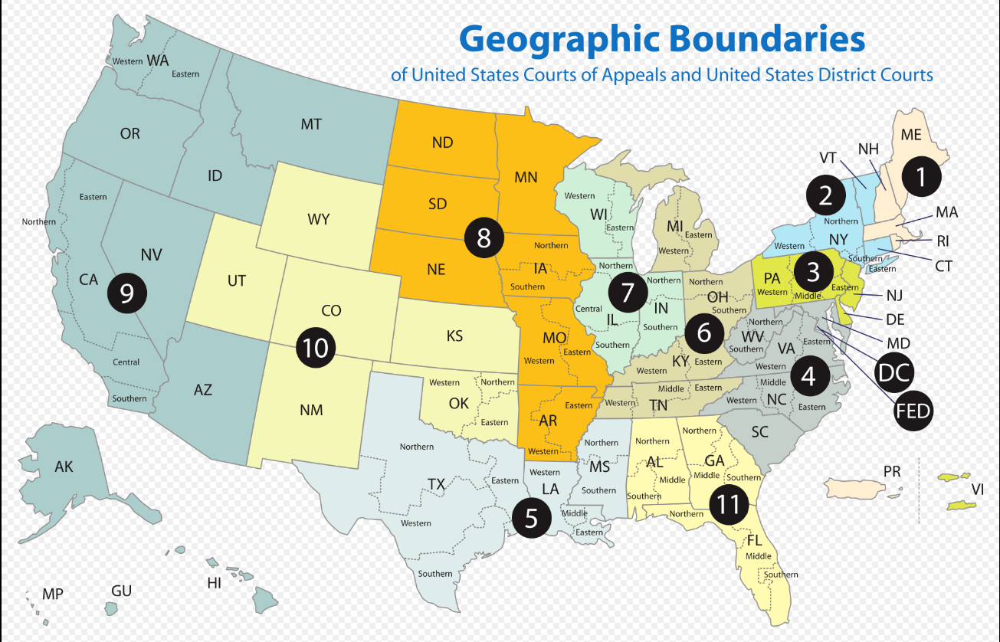 Geographic Boundaries
of United States Courts of Appeals and United States District Courts
Western
WA
Eastern
OR
MT
ID
ND
MN
SD
WY
NE
8
Northern
IA
Southern
Eastern
Northern
NV
CA
9
Central
Southern
UT
CO
10
KS
AZ
NM
Western
Northern
OK
Eastern
MO
Western
Eastern
Eastern
AR
Western
Western
WI
Eastern
MI
Eastern
Western
Northern
7
Central
IL
Southern
Northern
IN
Southern
Northern
OH
Southern
6
KY
Western
Eastern
Western
Middle
Eastern
TN
ME
NH
VT
1
2
MA
RI
CT
Northern
NY
Western
Southern
Eastern
3
PA
Western
Middle
Eastern
NJ
DE
MD
DC
FED
Northern
WV
Southern
VA
Eastern
Western
4
Middle
Western
NC
Eastern
SC
Northern
TX
Eastern
Western
Southern
5
Western
LA
Middle
Eastern
Northern
MS
Southern
Northern
AL
Middle
Southern
Northern
GA
Middle
Southern
11
Northern
FL
Middle
Southern
AK
HI
GU
MP
PR
VI